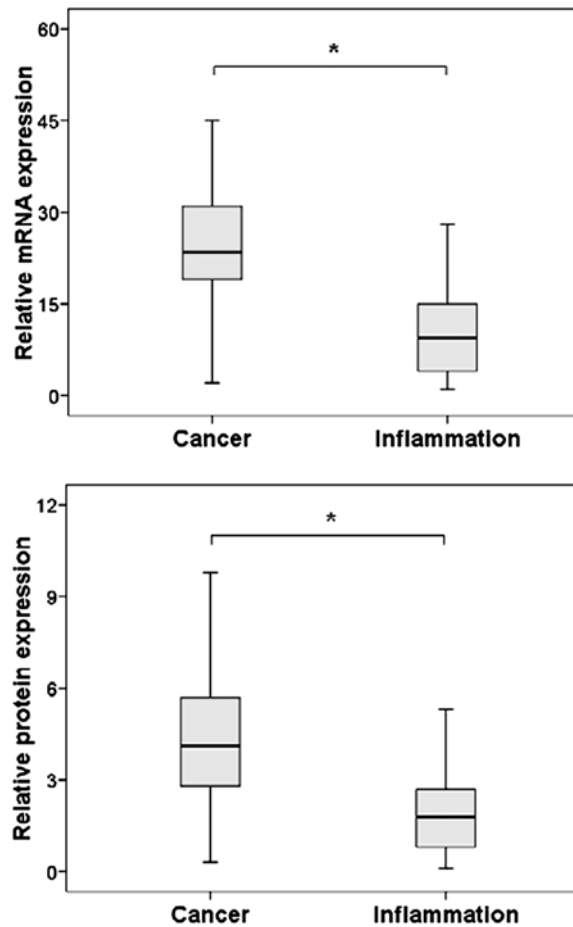 Relative mRNA expression
60
45
30
15
0
*
Cancer
Inflammation
Relative protein expression
12
9
6
3
0
*
Cancer
Inflammation